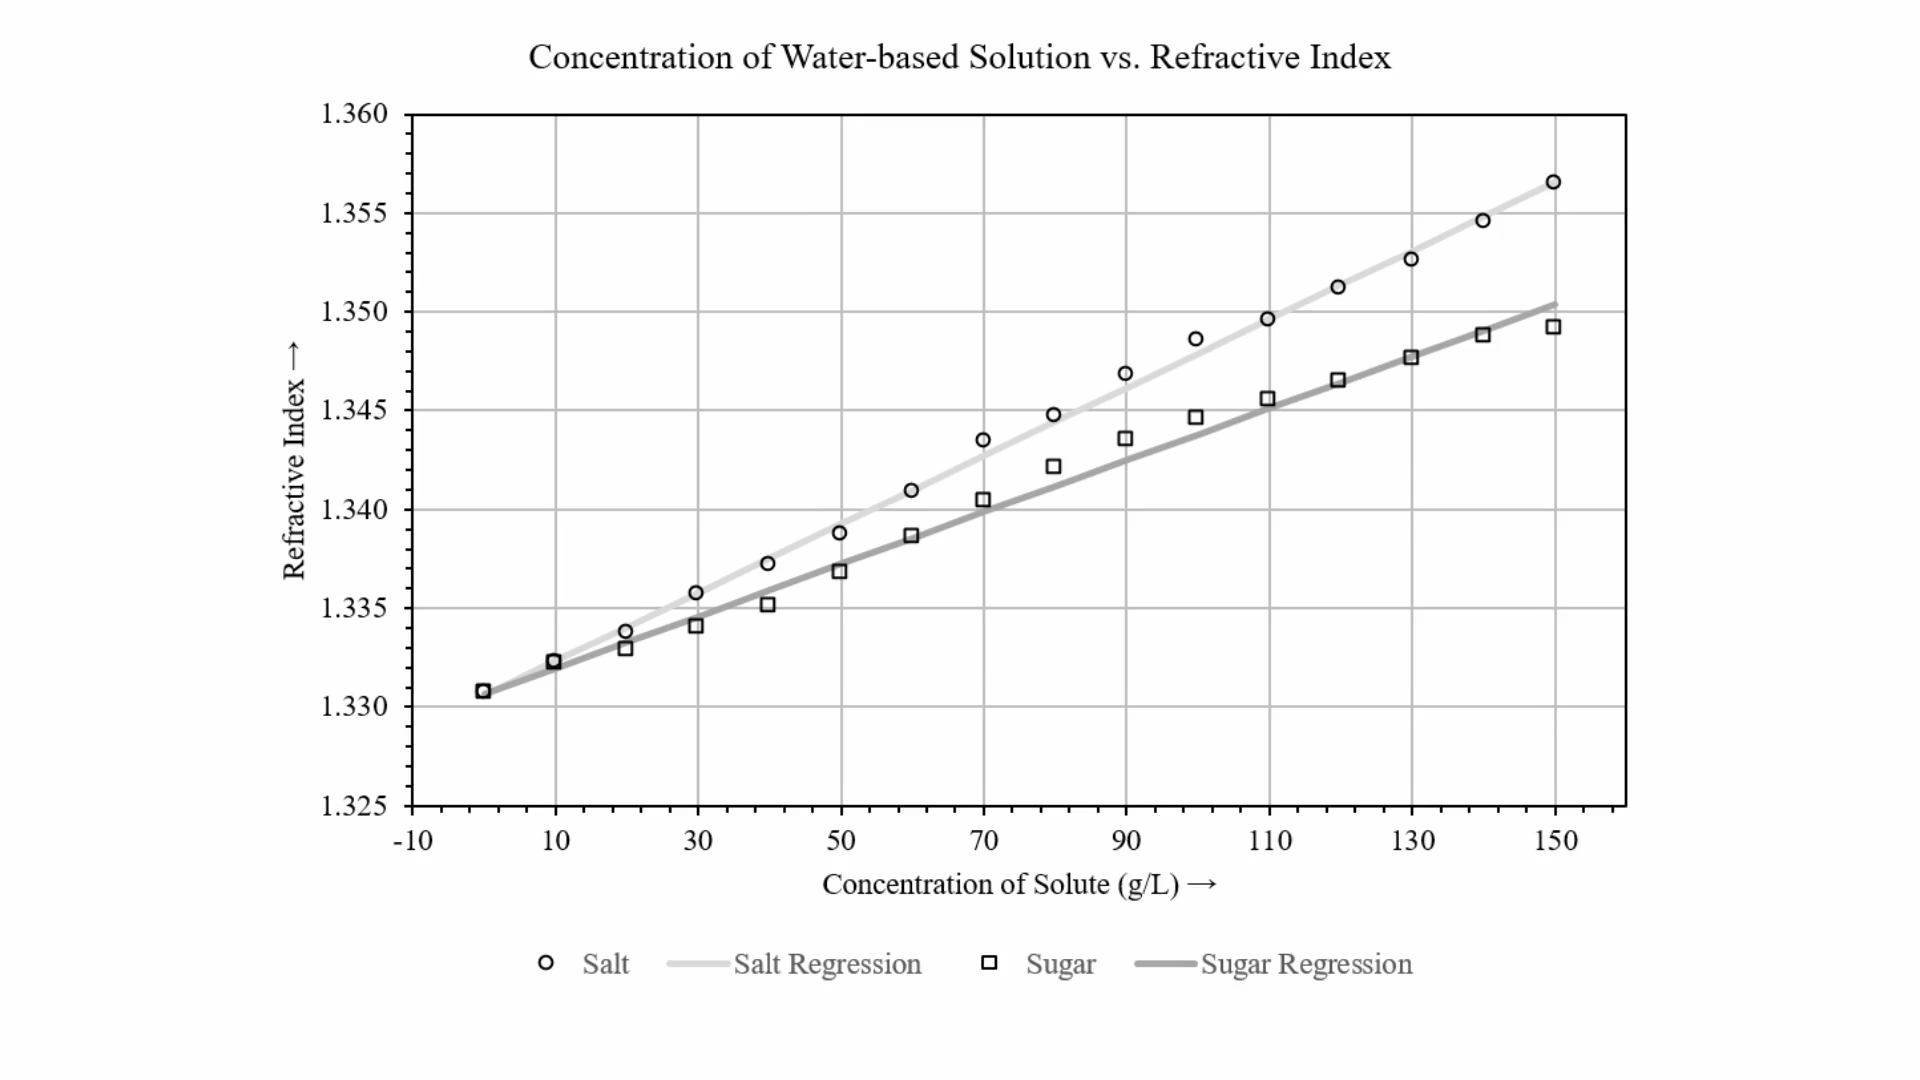 Concentration of Water-based Solution vs. Refractive Index
1.360
1.355
1.350
1.345
1.340
1.335
1.330
1.325
Refractive Index →
-10 10 30 50 70 90 110 130 150
Concentration of Solute (g/L) →
Salt Salt Regression Sugar Sugar Regression